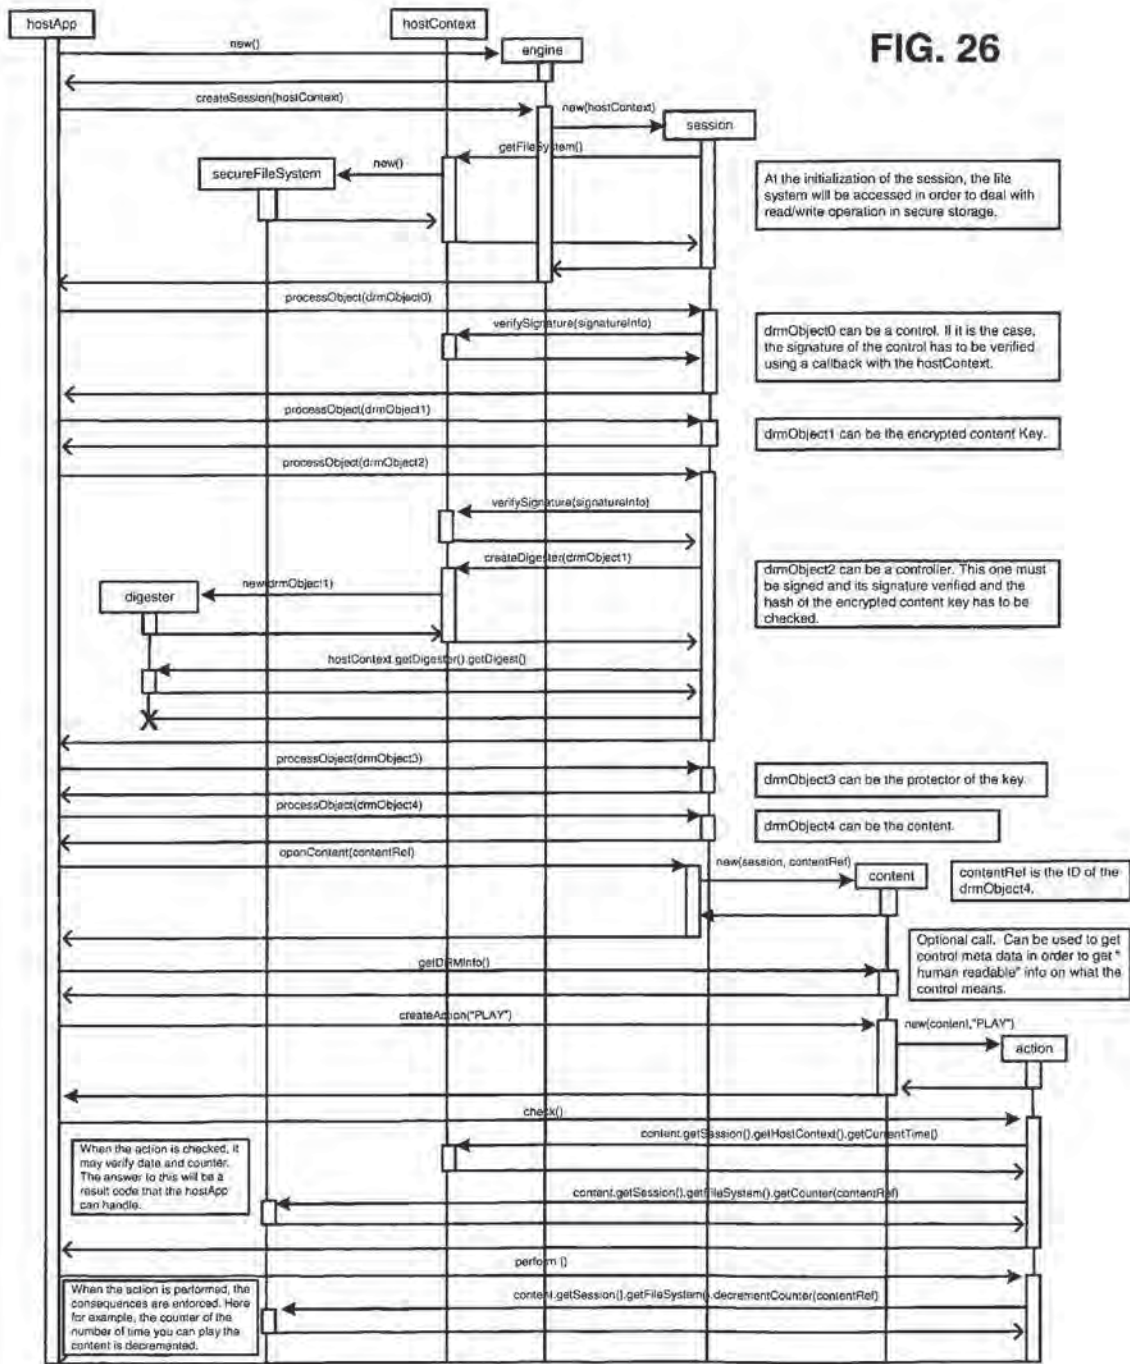 hostApp
hostContext
FIG. 26
new()
engine
createSession(hostContext)
new(hostContext)
session
getFileSystem()
new()
secureFileSystem
At the initialization of the session, the file
system will be accessed in order to deal with
read/write operation in secure storage.
processObject(drmObject0)
verifySignature(signatureInfo)
drmObject0 can be a control. If it is the case,
the signature of the control has to be verified
using a callback with the hostContext.
processObject(drmObject1)
drmObject1 can be the encrypted content Key.
processObject(drmObject2)
verifySignature(signatureInfo)
createDigester(drmObject1)
drmObject2 can be a controller. This one must
be signed and its signature verified and the
hash of the encrypted content key has to be
checked.
new(drmObject1)
digester
hostContext.getDigester().getDigest()
X
processObject(drmObject3)
drmObject3 can be the protector of the key.
processObject(drmObject4)
drmObject4 can be the content.
openContent(contentRef)
new(session, contentRef)
content
contentRef is the ID of the
drmObject4.
Optional call. Can be used to get
control meta data in order to get "
human readable" info on what the
control means.
getDRMInfo()
createAction("PLAY")
new(content,"PLAY")
action
check()
content.getSession().getHostContext().getCurrentTime()
When the action is checked, it
may verify date and counter.
The answer to this will be a
result code that the hostApp
can handle.
content.getSession().getFileSystem().getCounter(contentRef)
perform ()
When the action is performed, the
consequences are enforced. Here
for example, the counter of the
number of time you can play the
content is decremented.
content.getSession().getFileSystem().decrementCounter(contentRef)